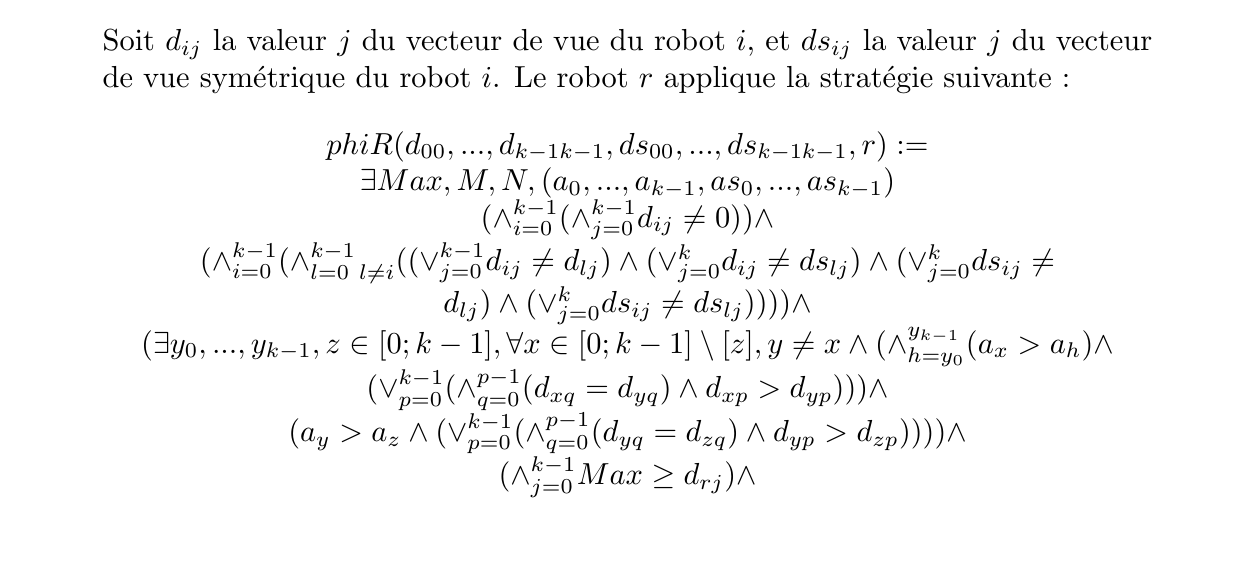 Soit $d_{ij}$ la valeur $j$ du vecteur de vue du robot $i$, et $ds_{ij}$ la valeur $j$ du vecteur
de vue symétrique du robot $i$. Le robot $r$ applique la stratégie suivante :
$phiR(d_{00}, ..., d_{k-1k-1}, ds_{00}, ..., ds_{k-1k-1}, r) :=$
$\exists Max, M, N, (a_0, ..., a_{k-1}, as_0, ..., as_{k-1})$
$(\wedge_{i=0}^{k-1}(\wedge_{j=0}^{k-1} d_{ij} \neq 0))\wedge$
$(\wedge_{i=0}^{k-1}(\wedge_{l=0}^{k-1}{}_{l \neq i}((\vee_{j=0}^{k-1} d_{ij} \neq d_{lj}) \wedge (\vee_{j=0}^{k} d_{ij} \neq ds_{lj}) \wedge (\vee_{j=0}^{k} ds_{ij} \neq$
$d_{lj}) \wedge (\vee_{j=0}^{k} ds_{ij} \neq ds_{lj}))))\wedge$
$(\exists y_0, ..., y_{k-1}, z \in [0; k-1], \forall x \in [0; k-1] \setminus [z], y \neq x \wedge (\wedge_{h=y_0}^{y_{k-1}}(a_x > a_h)\wedge$
$(\vee_{p=0}^{k-1}(\wedge_{q=0}^{p-1}(d_{xq} = d_{yq}) \wedge d_{xp} > d_{yp})))\wedge$
$(a_y > a_z \wedge (\vee_{p=0}^{k-1}(\wedge_{q=0}^{p-1}(d_{yq} = d_{zq}) \wedge d_{yp} > d_{zp}))))\wedge$
$(\wedge_{j=0}^{k-1} Max \geq d_{rj})\wedge$